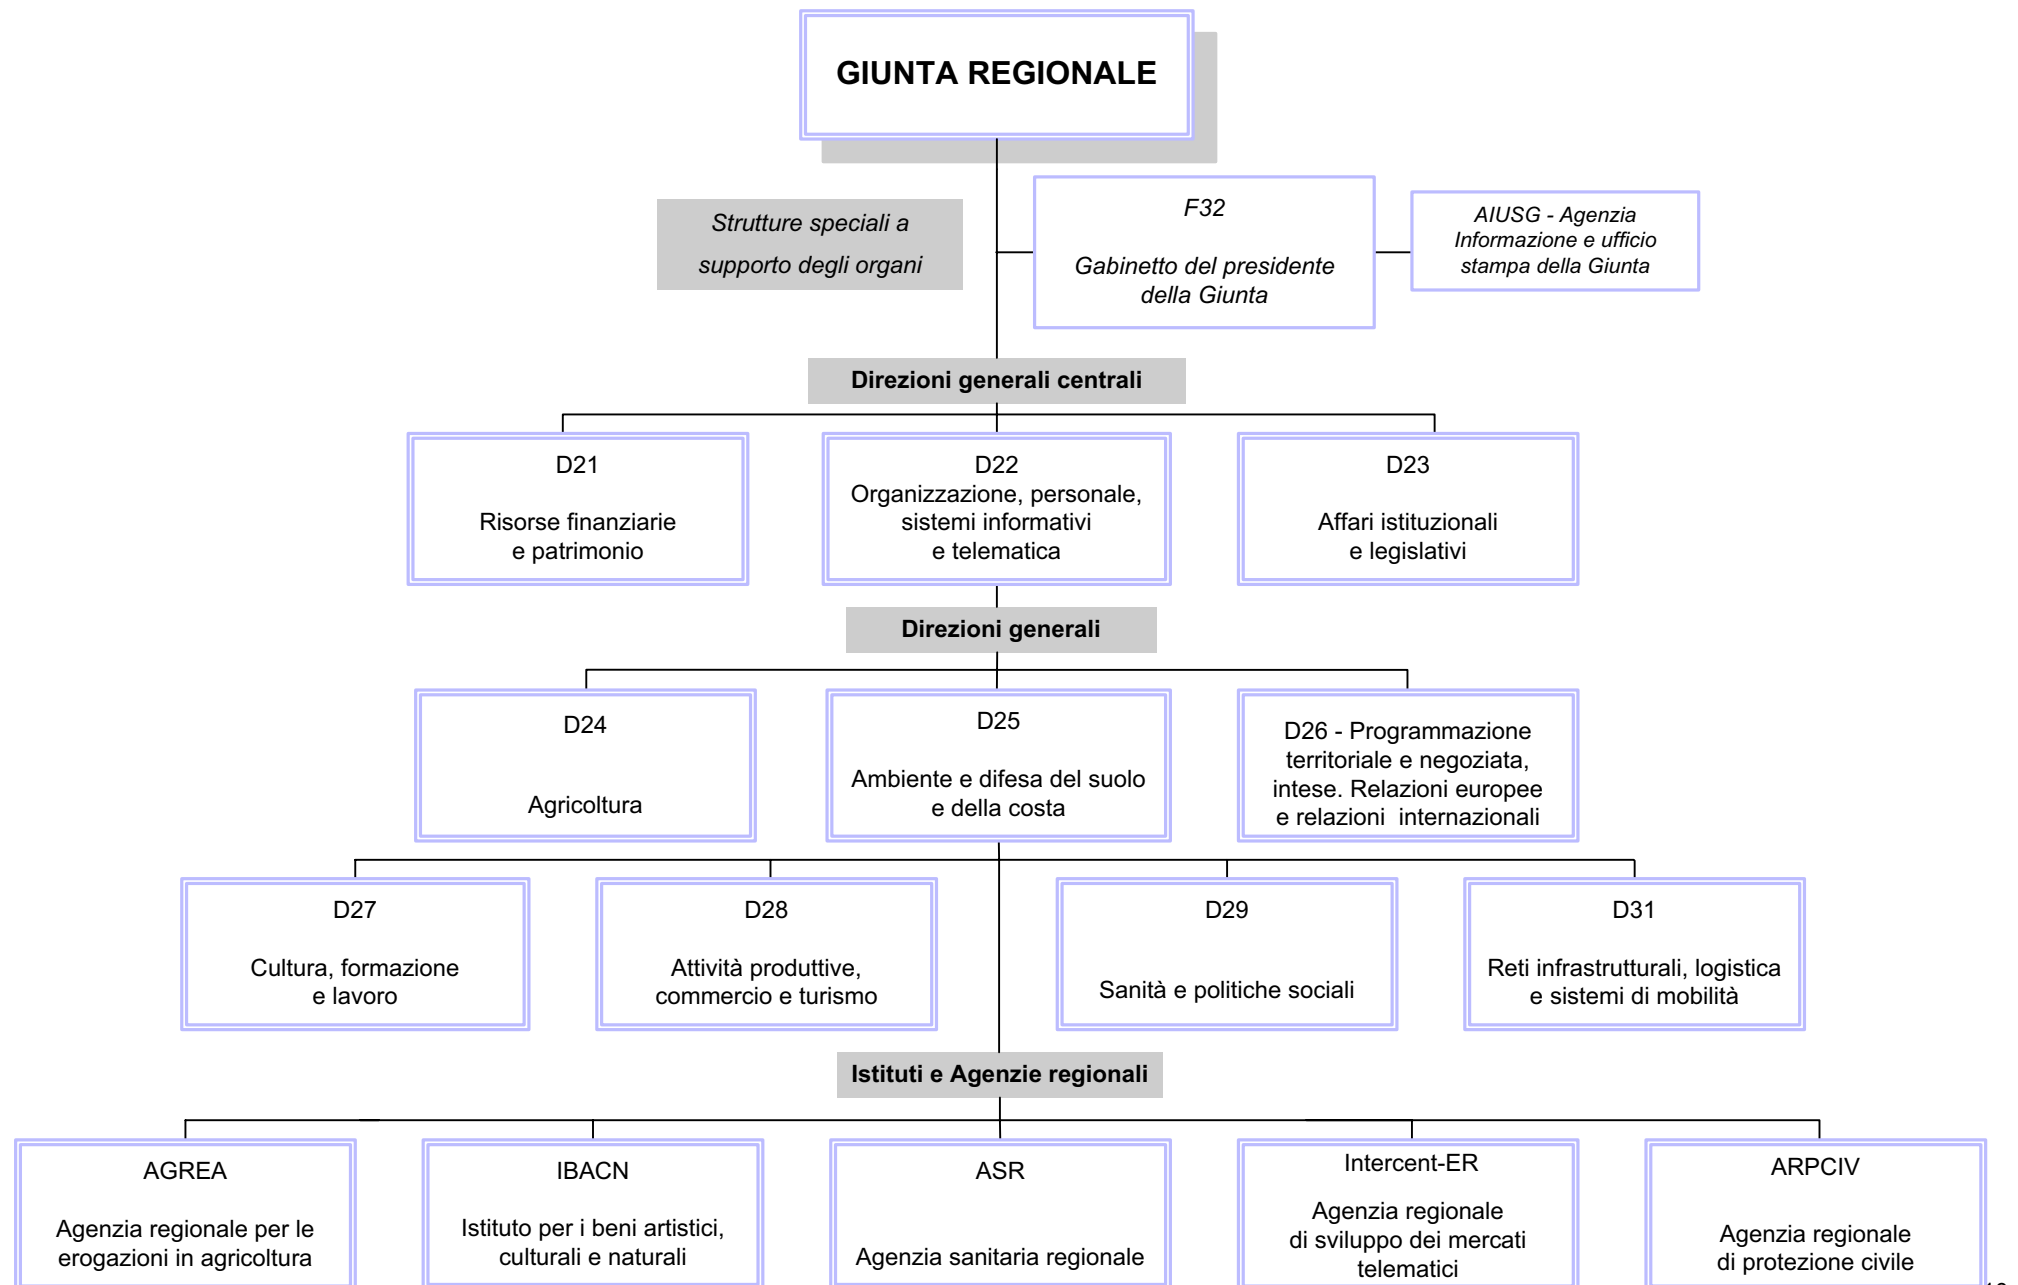 GIUNTA REGIONALE
Strutture speciali a
supporto degli organi
F32
Gabinetto del presidente
della Giunta
AIUSG - Agenzia
Informazione e ufficio
stampa della Giunta
Direzioni generali centrali
D21
Risorse finanziarie
e patrimonio
D22
Organizzazione, personale,
sistemi informativi
e telematica
D23
Affari istituzionali
e legislativi
Direzioni generali
D24
Agricoltura
D25
Ambiente e difesa del suolo
e della costa
D26 - Programmazione
territoriale e negoziata,
intese. Relazioni europee
e relazioni internazionali
D27
Cultura, formazione
e lavoro
D28
Attività produttive,
commercio e turismo
D29
Sanità e politiche sociali
D31
Reti infrastrutturali, logistica
e sistemi di mobilità
Istituti e Agenzie regionali
AGREA
Agenzia regionale per le
erogazioni in agricoltura
IBACN
Istituto per i beni artistici,
culturali e naturali
ASR
Agenzia sanitaria regionale
Intercent-ER
Agenzia regionale
di sviluppo dei mercati
telematici
ARPCIV
Agenzia regionale
di protezione civile